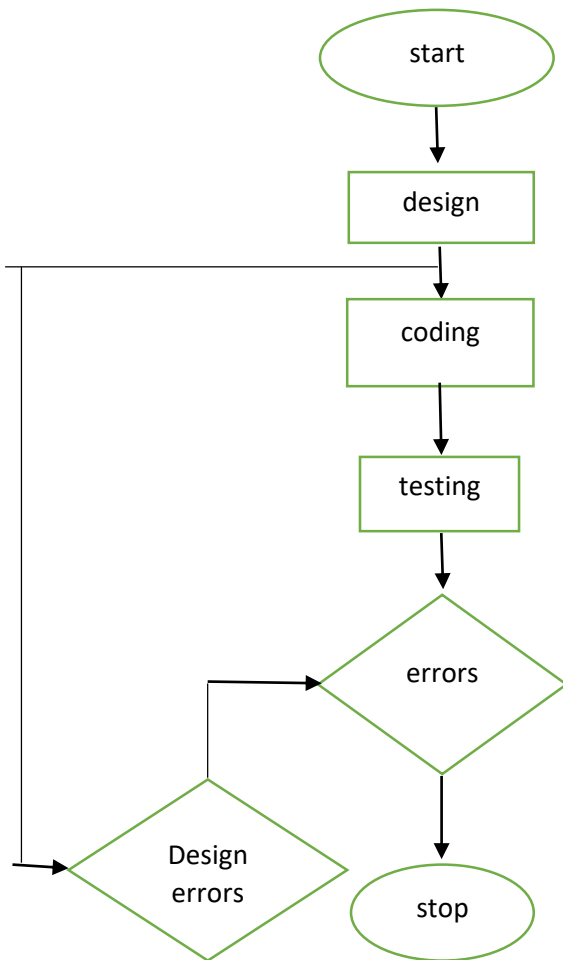 start
design
coding
testing
errors
Design
errors
stop